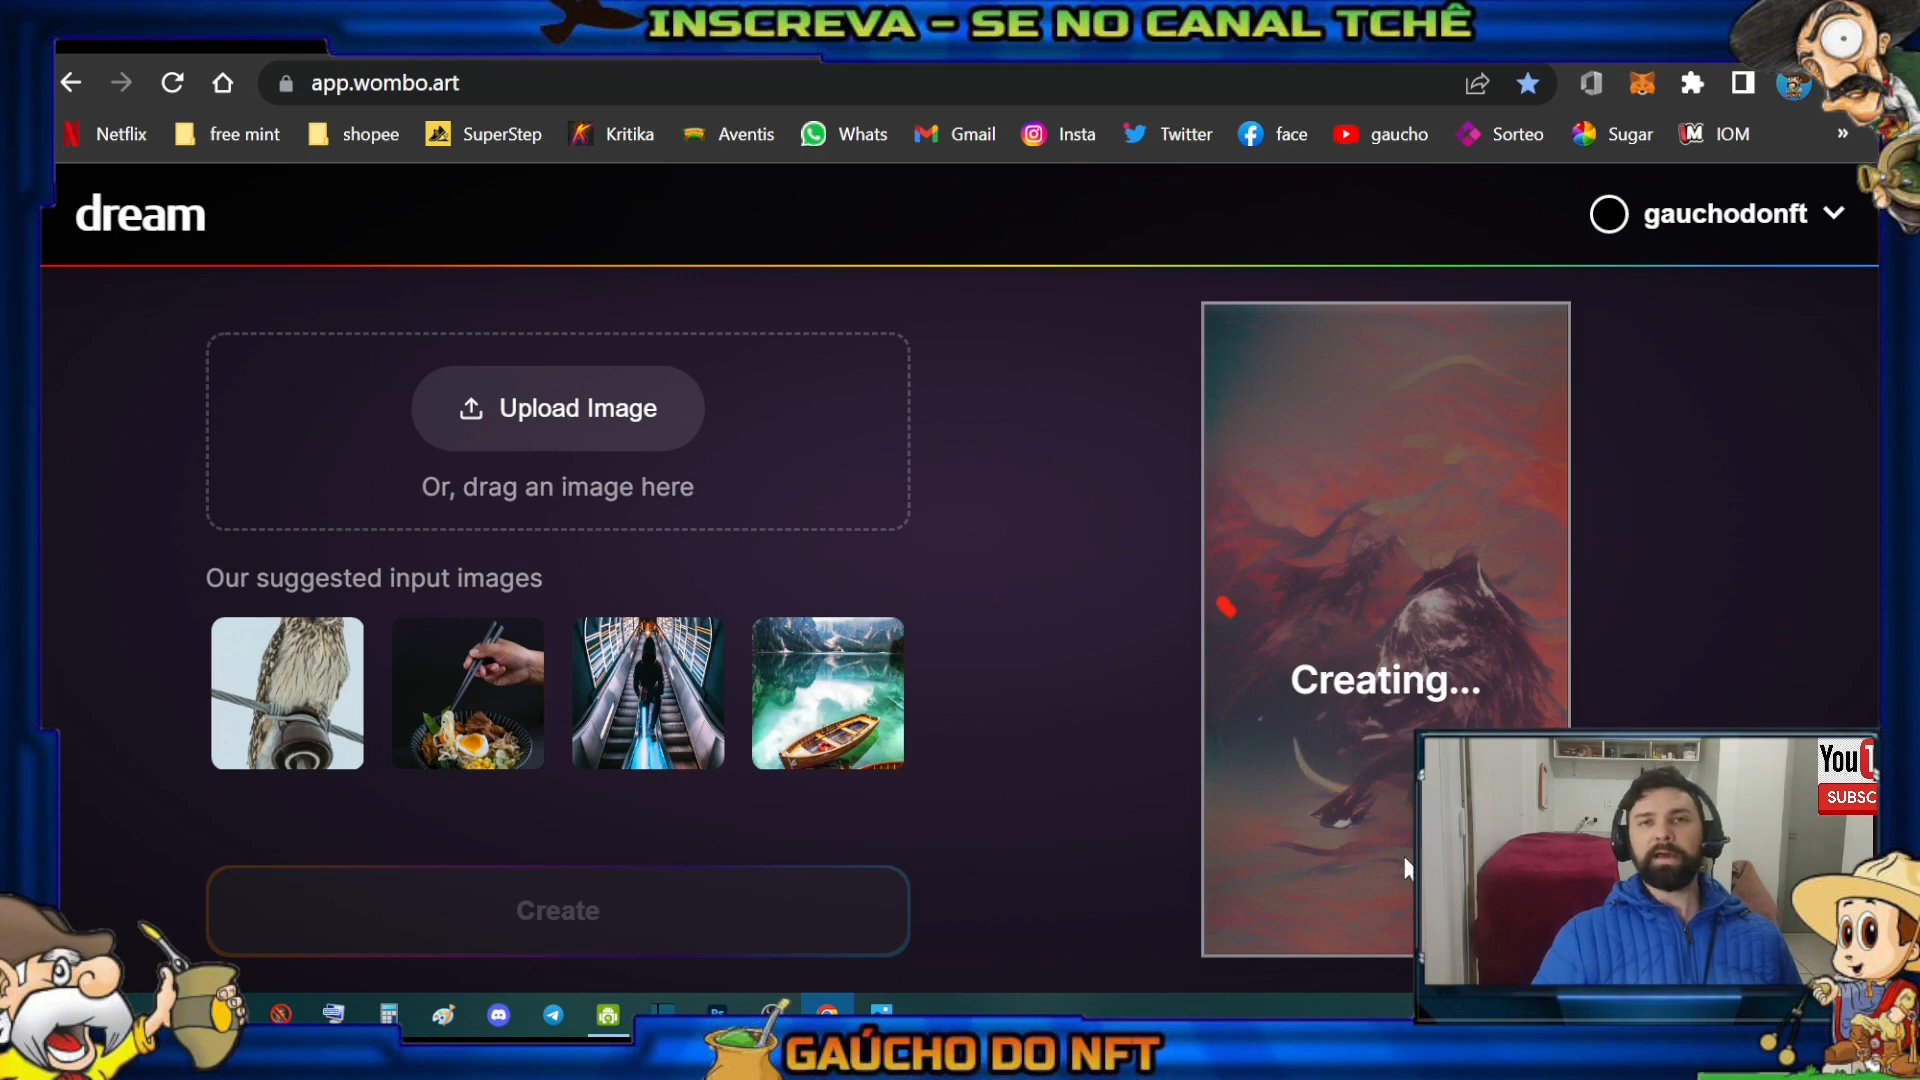 INSCREVA - SE NO CANAL TCHÊ
app.wombo.art
Netflix free mint shopee SuperStep Kritika Aventis Whats Gmail Insta Twitter face gaucho Sorteo Sugar IOM »
dream
gauchodonft
Upload Image
Or, drag an image here
Our suggested input images
Creating...
You
SUBSC
Create
GAÚCHO DO NFT